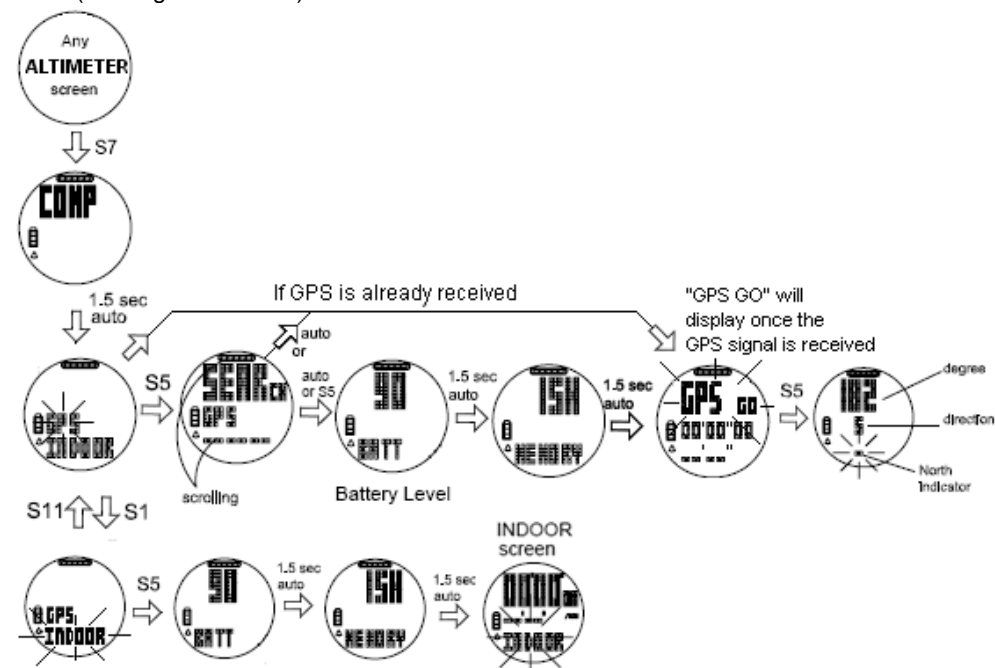 Any
ALTIMETER
screen
S7
COMP
1.5 sec
auto
If GPS is already received
"GPS GO" will
display once the
GPS signal is received
GPS
INDOOR
S5
SEARCH
GPS
scrolling
auto
or
auto
or S5
90
BATT
Battery Level
1.5 sec
auto
15H
MEMORY
1.5 sec
auto
GPS GO
00'00"00
S5
182
degree
direction
North
Indicator
S11
S1
GPS
INDOOR
S5
90
BATT
1.5 sec
auto
15H
MEMORY
1.5 sec
auto
INDOOR
screen
INDOOR